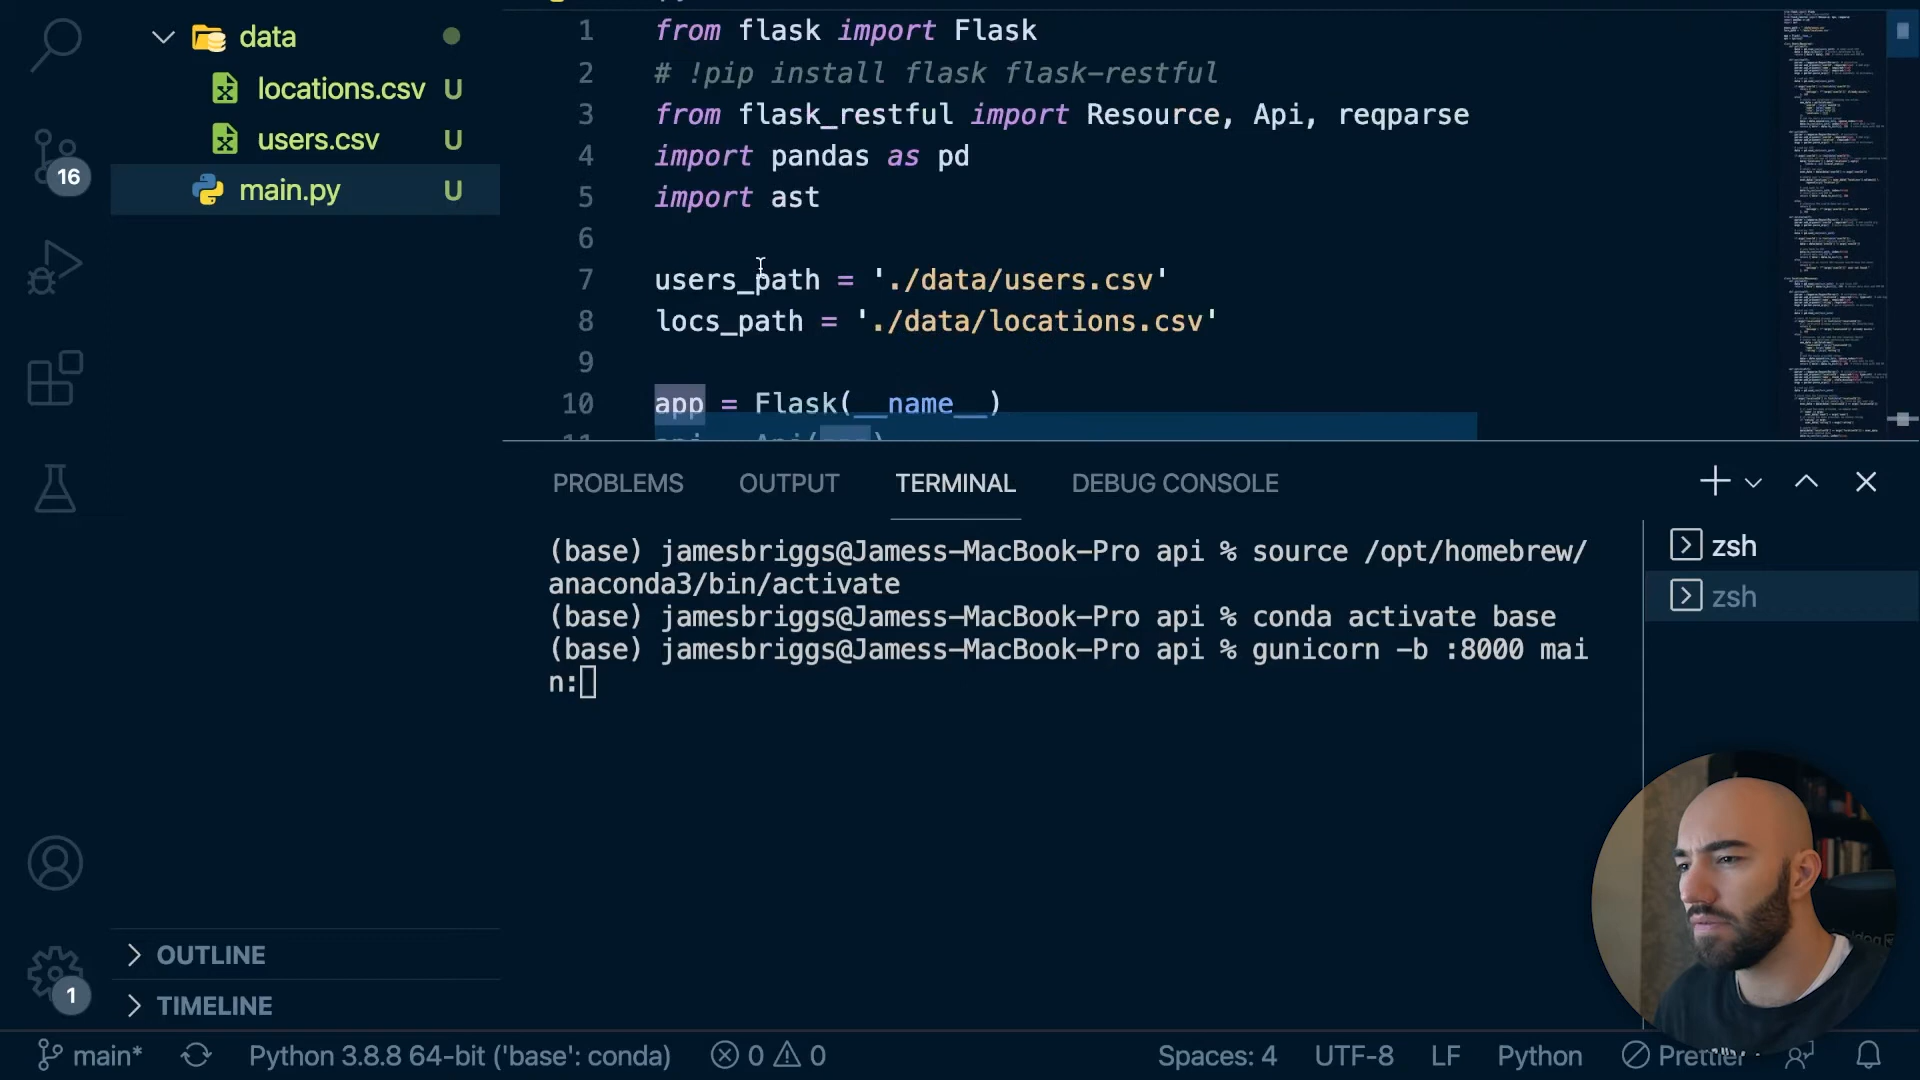 data
locations.csv U
users.csv U
main.py U
16
1
OUTLINE
TIMELINE
1 from flask import Flask
2 # !pip install flask flask-restful
3 from flask_restful import Resource, Api, reqparse
4 import pandas as pd
5 import ast
6
7 users_path = './data/users.csv'
8 locs_path = './data/locations.csv'
9
10 app = Flask(__name__)
PROBLEMS OUTPUT TERMINAL DEBUG CONSOLE
(base) jamesbriggs@Jamess-MacBook-Pro api % source /opt/homebrew/
anaconda3/bin/activate
(base) jamesbriggs@Jamess-MacBook-Pro api % conda activate base
(base) jamesbriggs@Jamess-MacBook-Pro api % gunicorn -b :8000 mai
n:
zsh
zsh
main* Python 3.8.8 64-bit ('base': conda) 0 0 Spaces: 4 UTF-8 LF Python Prettier